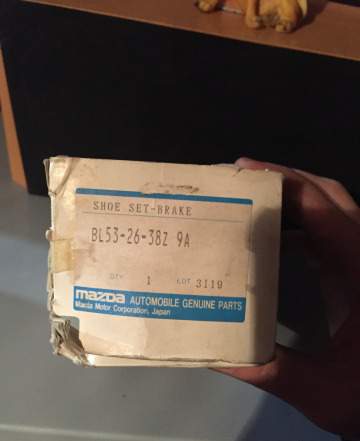 SHOE SET-BRAKE
BL53-26-38Z 9A
QTY 1 LOT 3119
mazda AUTOMOBILE GENUINE PARTS
Mazda Motor Corporation, Japan